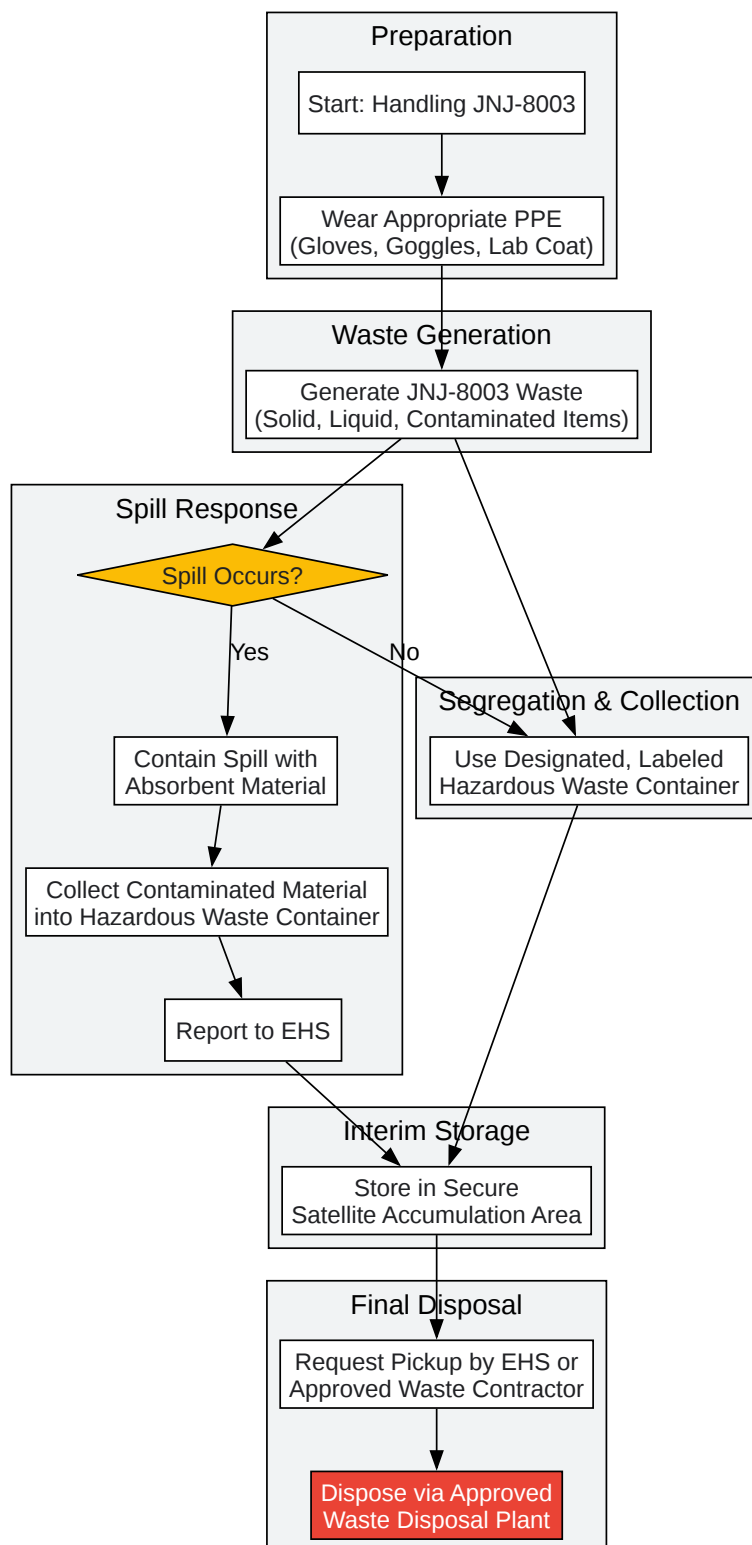 Preparation
Start: Handling JNJ-8003
Wear Appropriate PPE
(Gloves, Goggles, Lab Coat)
Waste Generation
Generate JNJ-8003 Waste
(Solid, Liquid, Contaminated Items)
Spill Response
Spill Occurs?
Yes
No
Segregation & Collection
Contain Spill with
Absorbent Material
Use Designated, Labeled
Hazardous Waste Container
Collect Contaminated Material
into Hazardous Waste Container
Report to EHS
Interim Storage
Store in Secure
Satellite Accumulation Area
Final Disposal
Request Pickup by EHS or
Approved Waste Contractor
Dispose via Approved
Waste Disposal Plant